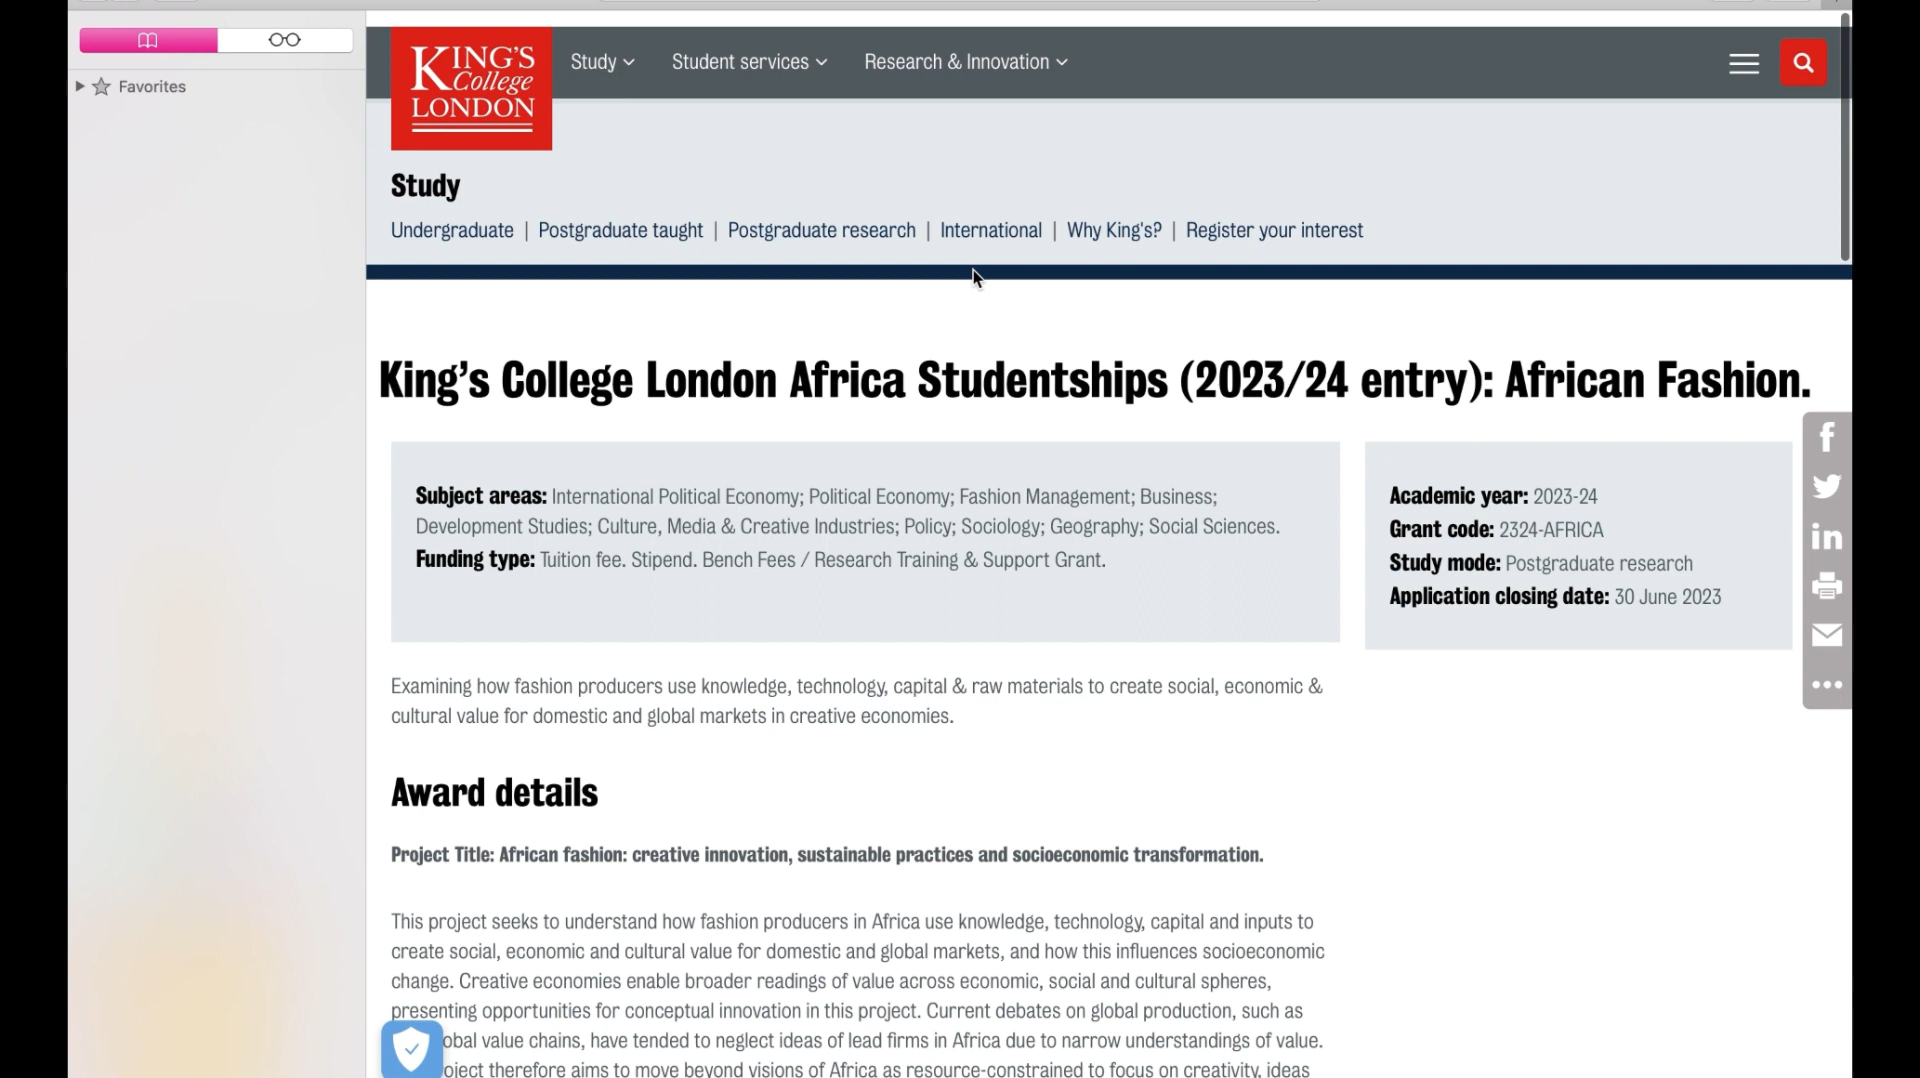 Favorites
KING'S
College
LONDON
Study
Student services
Research & Innovation
Study
Undergraduate | Postgraduate taught | Postgraduate research | International | Why King's? | Register your interest
King's College London Africa Studentships (2023/24 entry): African Fashion.
Subject areas: International Political Economy; Political Economy; Fashion Management; Business;
Development Studies; Culture, Media & Creative Industries; Policy; Sociology; Geography; Social Sciences.
Funding type: Tuition fee. Stipend. Bench Fees / Research Training & Support Grant.
Academic year: 2023-24
Grant code: 2324-AFRICA
Study mode: Postgraduate research
Application closing date: 30 June 2023
Examining how fashion producers use knowledge, technology, capital & raw materials to create social, economic &
cultural value for domestic and global markets in creative economies.
Award details
Project Title: African fashion: creative innovation, sustainable practices and socioeconomic transformation.
This project seeks to understand how fashion producers in Africa use knowledge, technology, capital and inputs to
create social, economic and cultural value for domestic and global markets, and how this influences socioeconomic
change. Creative economies enable broader readings of value across economic, social and cultural spheres,
presenting opportunities for conceptual innovation in this project. Current debates on global production, such as
obal value chains, have tended to neglect ideas of lead firms in Africa due to narrow understandings of value.
oject therefore aims to move beyond visions of Africa as resource-constrained to focus on creativity, ideas